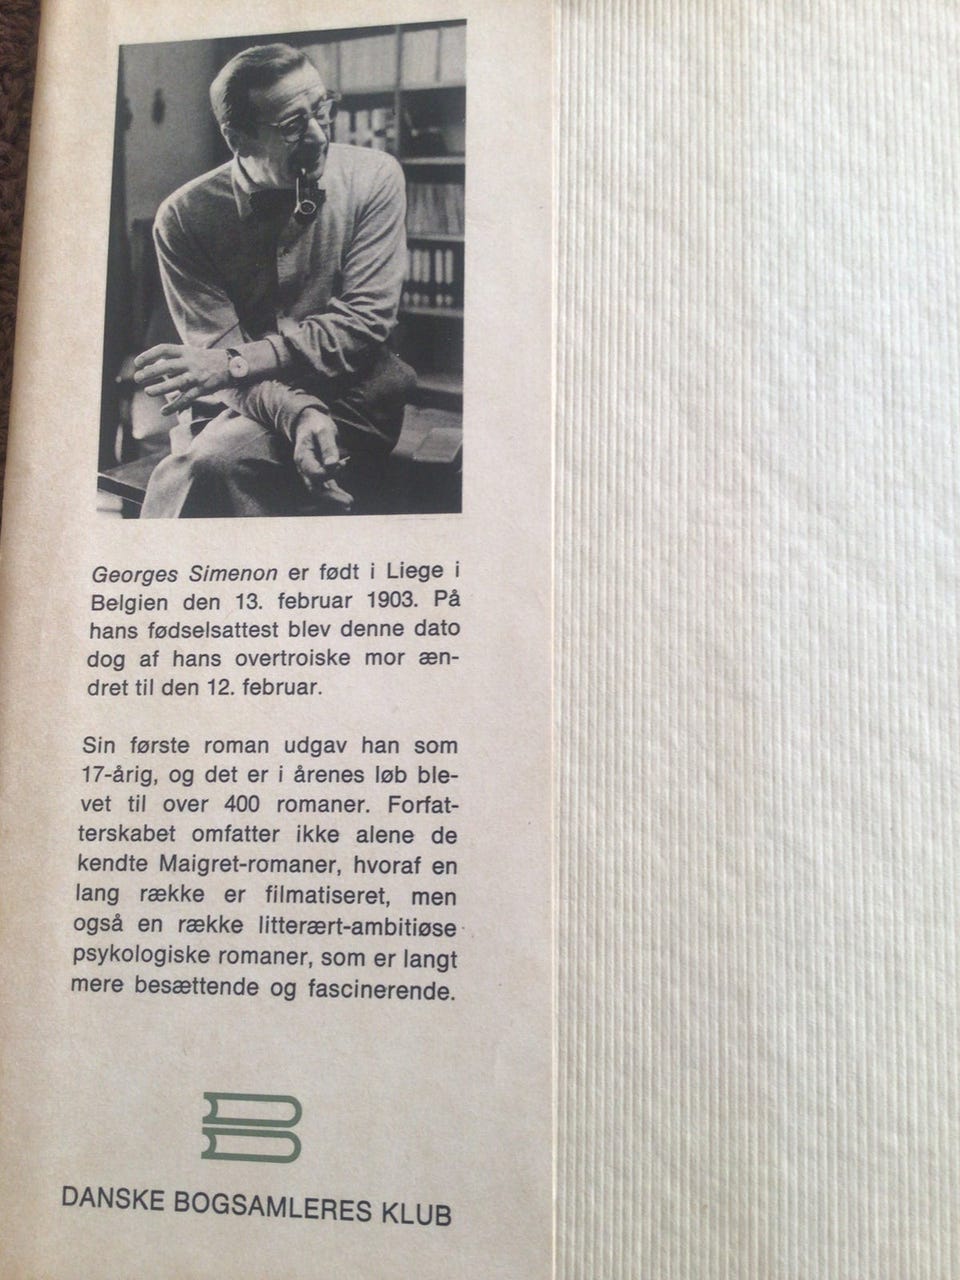 Georges Simenon er født i Liege i
Belgien den 13. februar 1903. På
hans fødselsattest blev denne dato
dog af hans overtroiske mor æn-
dret til den 12. februar.
Sin første roman udgav han som
17-årig, og det er i årenes løb ble-
vet til over 400 romaner. Forfat-
terskabet omfatter ikke alene de
kendte Maigret-romaner, hvoraf en
lang række er filmatiseret, men
også en række litterært-ambitiøse
psykologiske romaner, som er langt
mere besættende og fascinerende.
DANSKE BOGSAMLERES KLUB